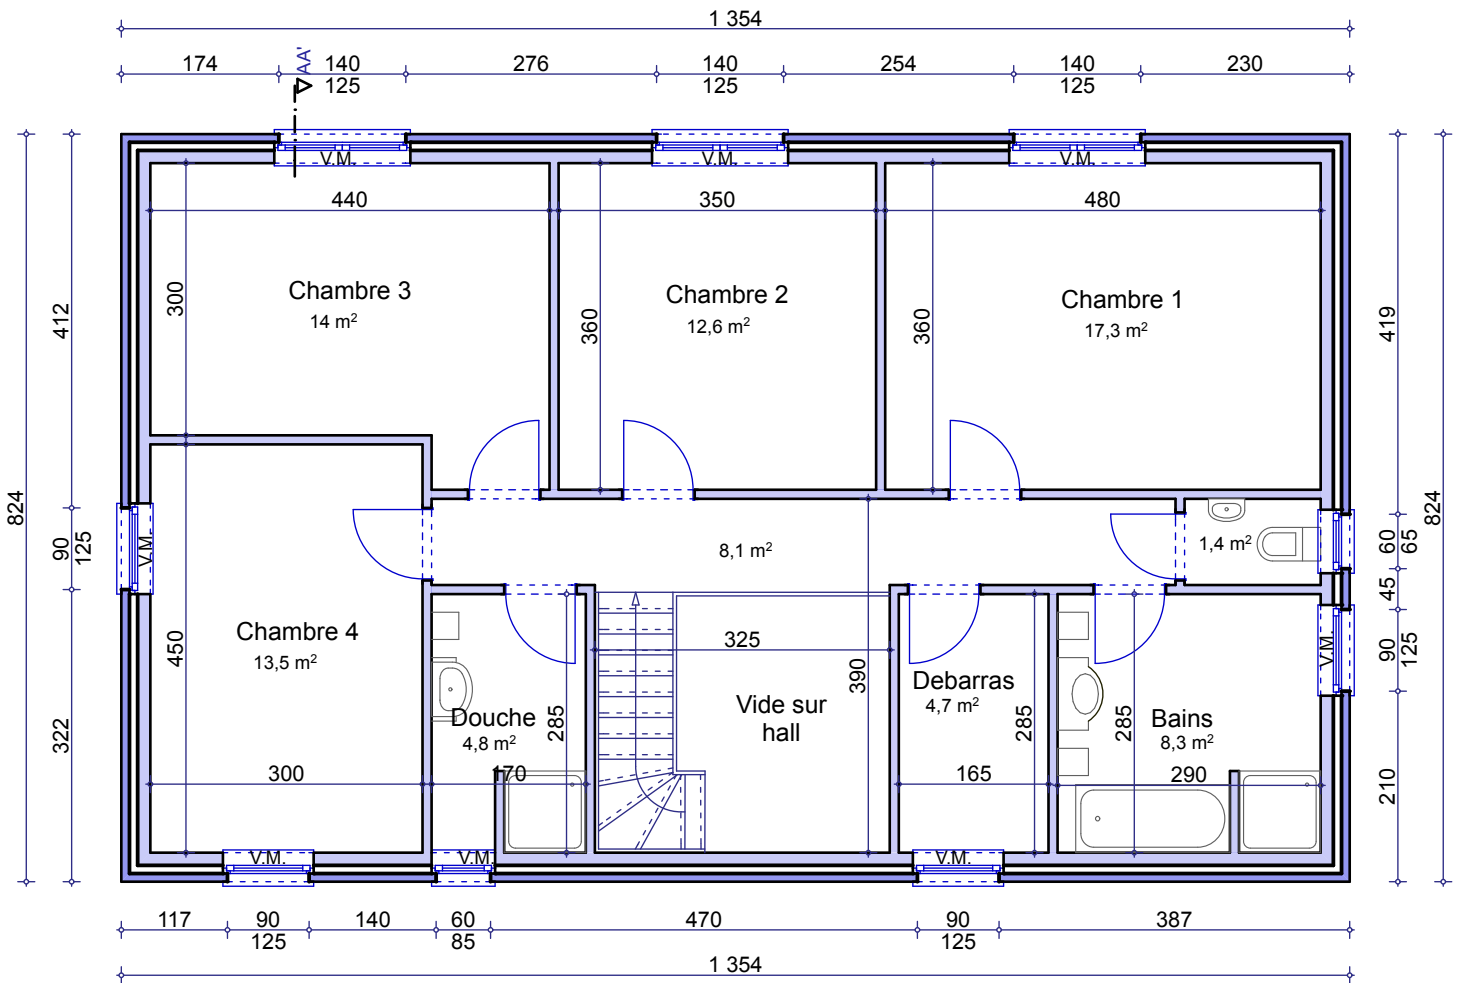 1 354
174
140
276
140
254
140
230
125
125
125
AA'
V.M.
V.M.
V.M.
440
350
480
Chambre 3
14 m²
Chambre 2
12,6 m²
Chambre 1
17,3 m²
300
360
360
412
419
824
824
90
125
V.M.
8,1 m²
1,4 m²
60
65
45
Chambre 4
13,5 m²
450
325
390
Vide sur
hall
Debarras
4,7 m²
Douche
4,8 m²
285
285
285
Bains
8,3 m²
V.M.
90
125
322
210
300
170
165
290
V.M.
V.M.
V.M.
117
90
140
60
470
90
387
125
85
125
1 354